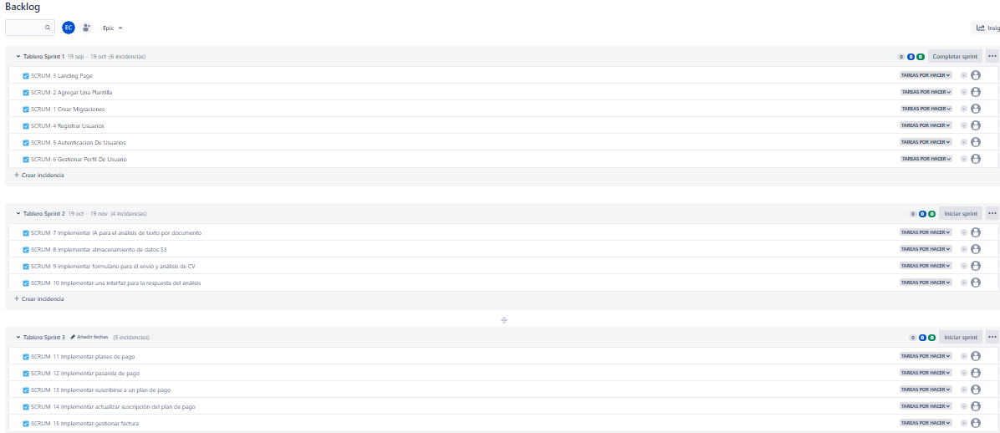 Backlog
EC Epic Insig
Tablero Sprint 1 19 sep – 19 oct (6 incidencias) 0 0 0 Completar sprint ...
SCRUM-3 Landing Page TAREAS POR HACER -
SCRUM-2 Agregar Una Plantilla TAREAS POR HACER -
SCRUM-1 Crear Migraciones TAREAS POR HACER -
SCRUM-4 Registrar Usuarios TAREAS POR HACER -
SCRUM-5 Autenticacion De Usuarios TAREAS POR HACER -
SCRUM-6 Gestionar Perfil De Usuario TAREAS POR HACER -
+ Crear incidencia
Tablero Sprint 2 19 oct – 19 nov (4 incidencias) 0 0 0 Iniciar sprint ...
SCRUM-7 Implementar IA para el análisis de texto por documento TAREAS POR HACER -
SCRUM-8 Implementar almacenamiento de datos S3 TAREAS POR HACER -
SCRUM-9 Implementar formulario para él envió y análisis de CV TAREAS POR HACER -
SCRUM-10 Implementar una interfaz para la respuesta del análisis TAREAS POR HACER -
+ Crear incidencia
Tablero Sprint 3 Añadir fechas (5 incidencias) 0 0 0 Iniciar sprint ...
SCRUM-11 Implementar planes de pago TAREAS POR HACER -
SCRUM-12 Implementar pasarela de pago TAREAS POR HACER -
SCRUM-13 Implementar suscribirse a un plan de pago TAREAS POR HACER -
SCRUM-14 Implementar actualizar suscripción del plan de pago TAREAS POR HACER -
SCRUM-15 Implementar gestionar factura TAREAS POR HACER -